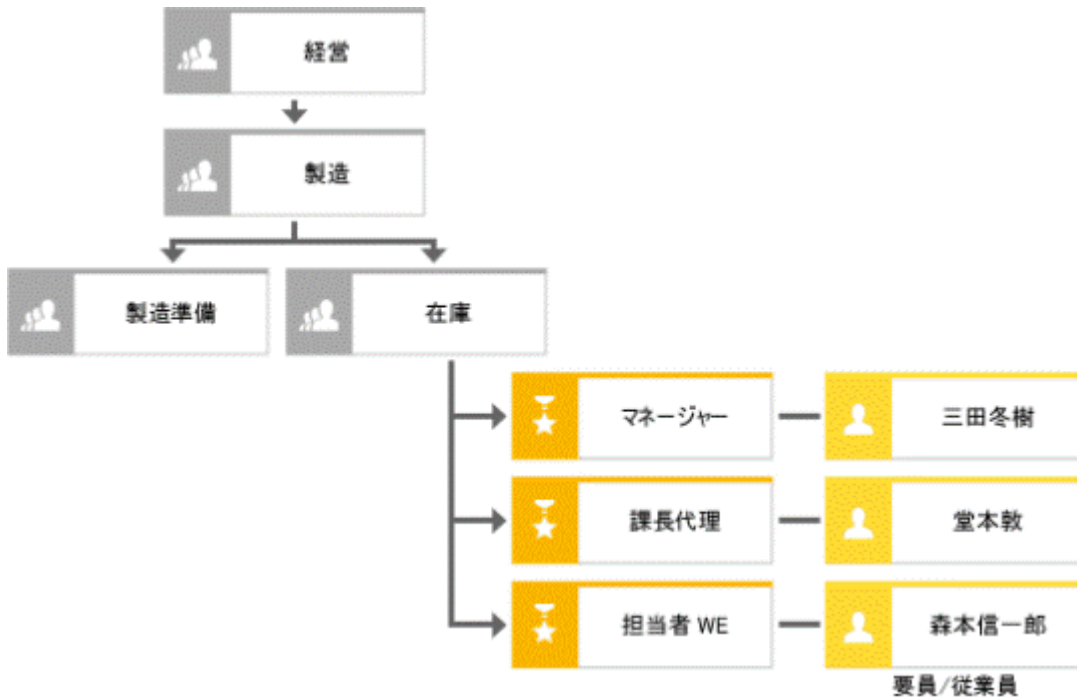 経営
製造
製造準備
在庫
マネージャー
三田冬樹
課長代理
堂本敦
担当者 WE
森本信一郎
要員/従業員